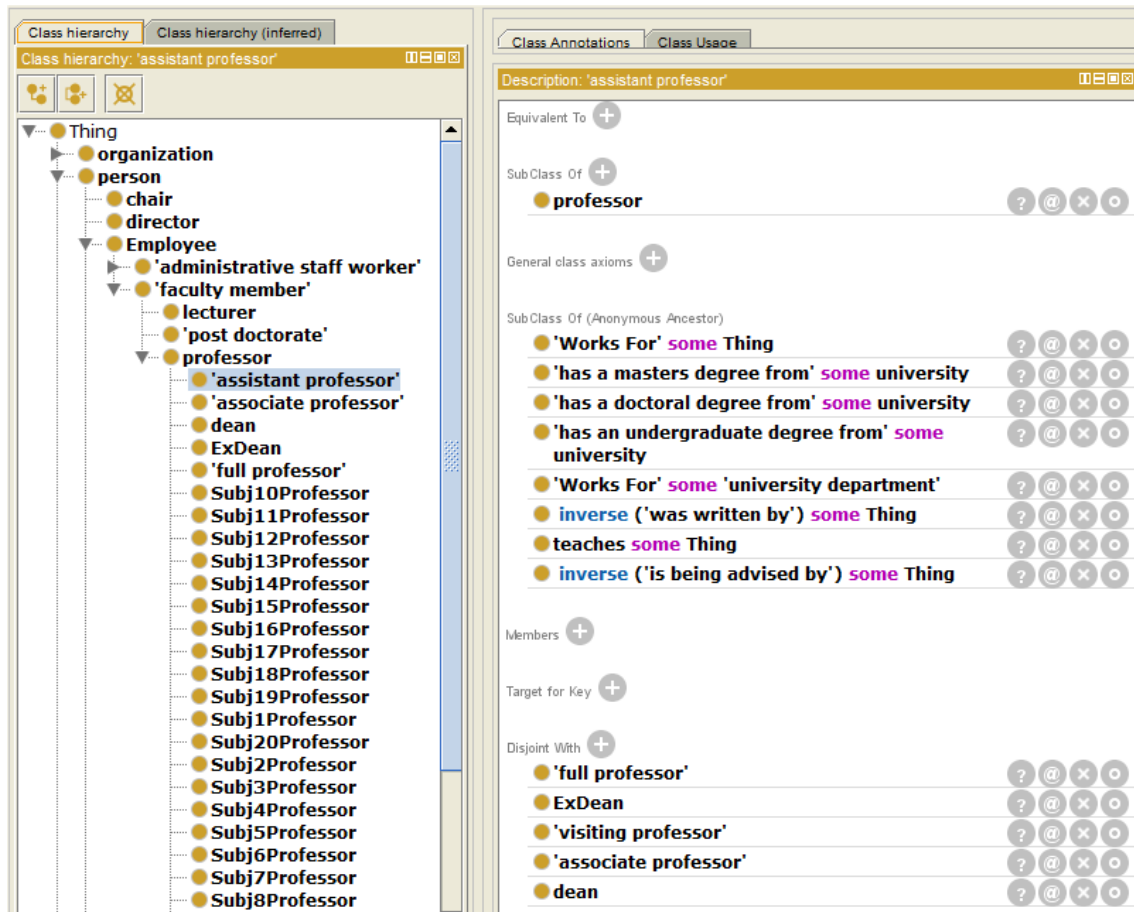 Class hierarchy
Class hierarchy (inferred)
Class hierarchy: 'assistant professor'
Thing
organization
person
chair
director
Employee
'administrative staff worker'
'faculty member'
lecturer
'post doctorate'
professor
'assistant professor'
'associate professor'
dean
ExDean
'full professor'
Subj10Professor
Subj11Professor
Subj12Professor
Subj13Professor
Subj14Professor
Subj15Professor
Subj16Professor
Subj17Professor
Subj18Professor
Subj19Professor
Subj1Professor
Subj20Professor
Subj2Professor
Subj3Professor
Subj4Professor
Subj5Professor
Subj6Professor
Subj7Professor
Subj8Professor
Class Annotations
Class Usage
Description: 'assistant professor'
Equivalent To
SubClass Of
professor
General class axioms
SubClass Of (Anonymous Ancestor)
'Works For' some Thing
'has a masters degree from' some university
'has a doctoral degree from' some university
'has an undergraduate degree from' some
university
'Works For' some 'university department'
inverse ('was written by') some Thing
teaches some Thing
inverse ('is being advised by') some Thing
Members
Target for Key
Disjoint With
'full professor'
ExDean
'visiting professor'
'associate professor'
dean